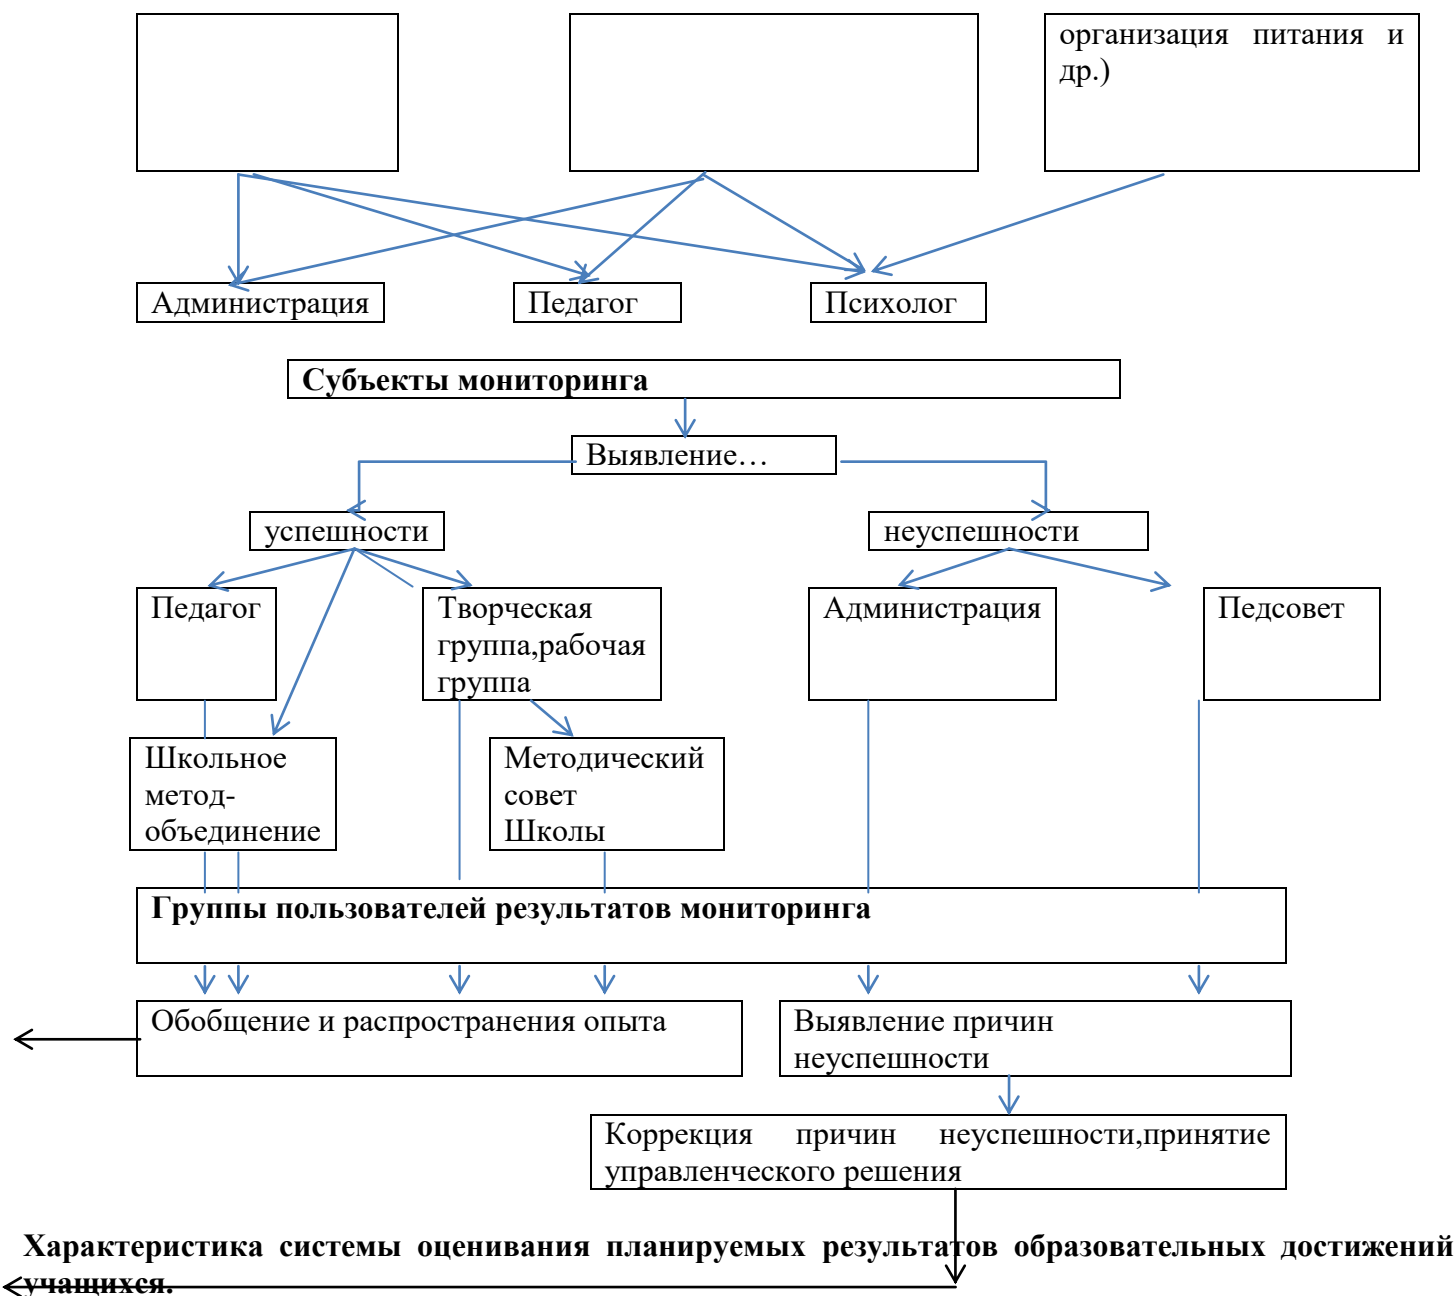 организация питания и
др.)
Администрация
Педагог
Психолог
Субъекты мониторинга
Выявление…
успешности
неуспешности
Педагог
Творческая
группа,рабочая
группа
Администрация
Педсовет
Школьное
метод-
объединение
Методический
совет
Школы
Группы пользователей результатов мониторинга
Обобщение и распространения опыта
Выявление причин
неуспешности
Коррекция причин неуспешности,принятие
управленческого решения
Характеристика системы оценивания планируемых результатов образовательных достижений
учащихся.